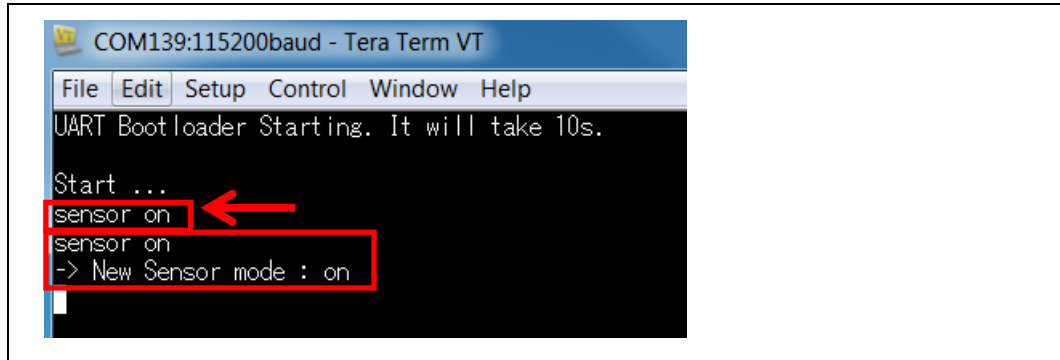 COM139:115200baud - Tera Term VT
File Edit Setup Control Window Help
UART Bootloader Starting. It will take 10s.
Start ...
sensor on
sensor on
-> New Sensor mode : on